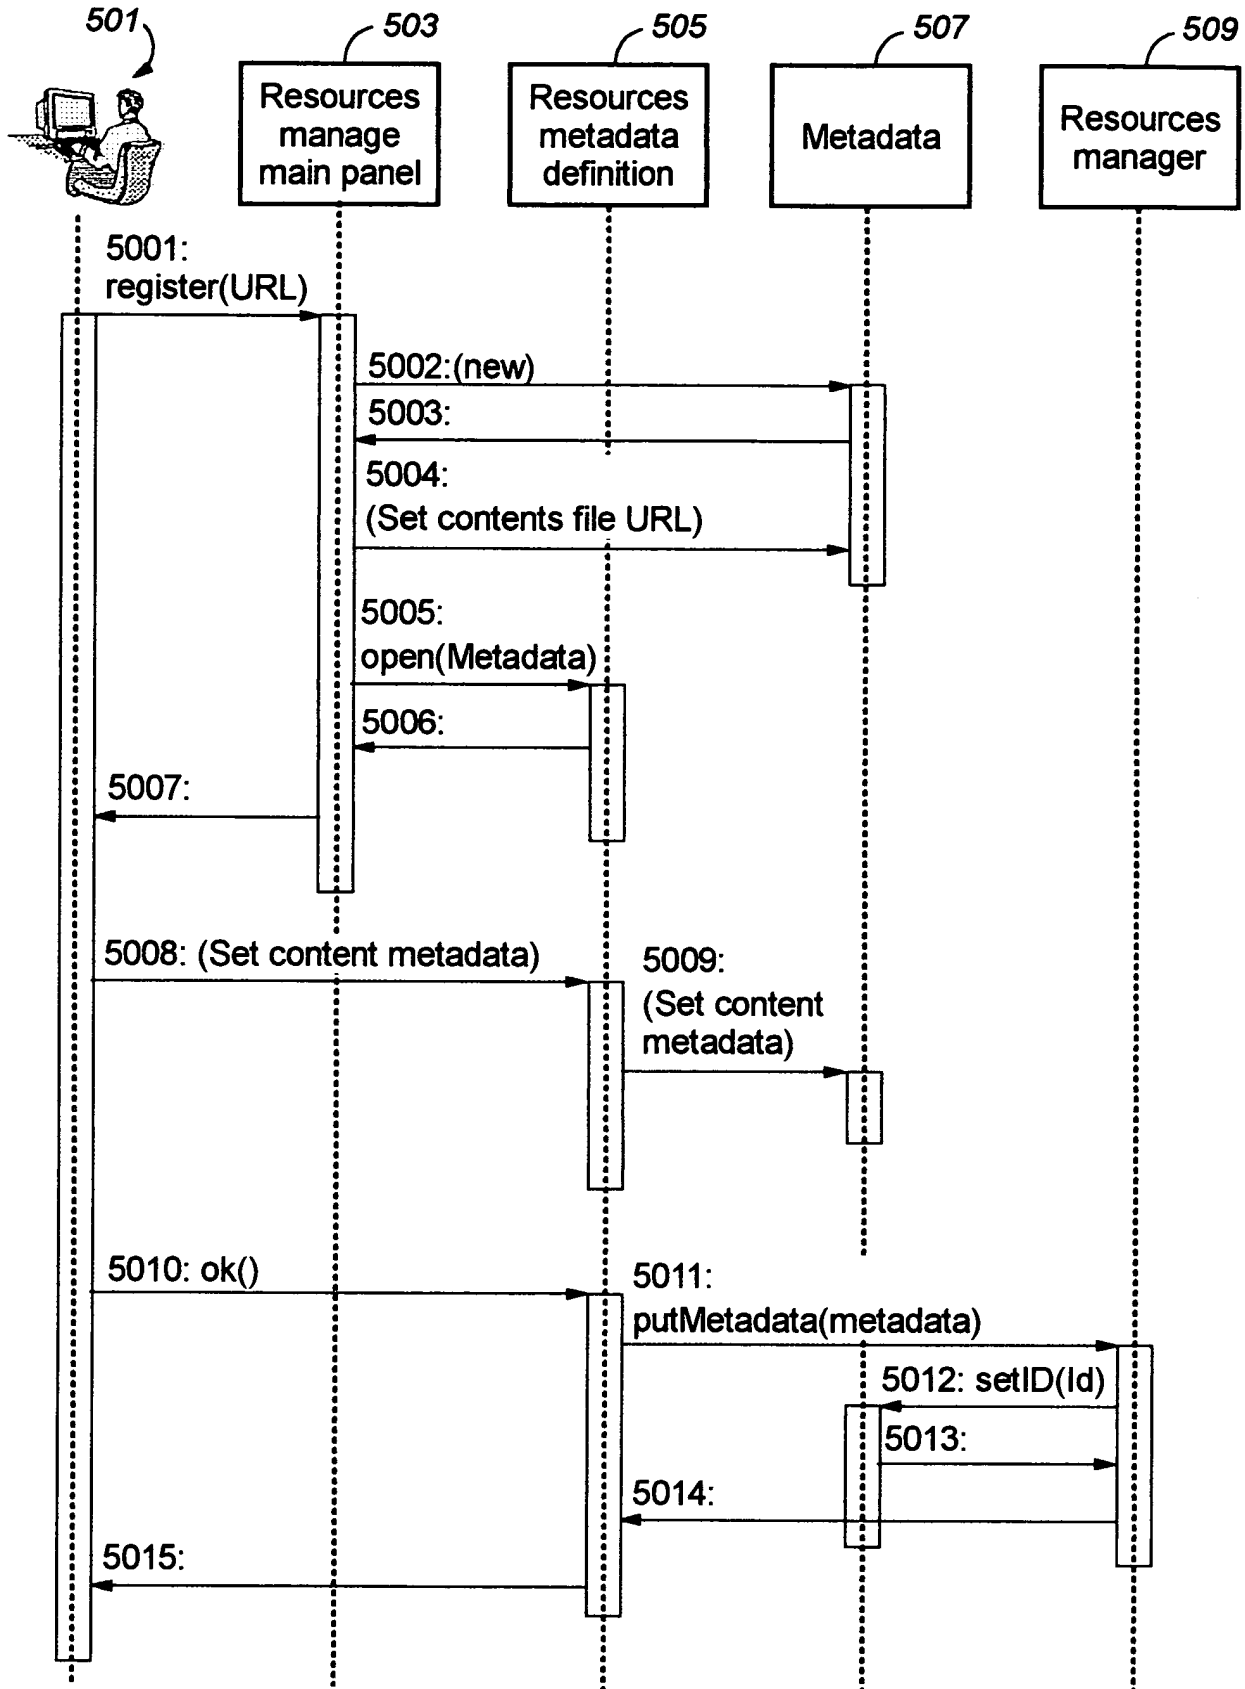 501
503
505
507
509
Resources
manage
main panel
Resources
metadata
definition
Metadata
Resources
manager
5001:
register(URL)
5002:(new)
5003:
5004:
(Set contents file URL)
5005:
open(Metadata)
5006:
5007:
5008: (Set content metadata)
5009:
(Set content
metadata)
5010: ok()
5011:
putMetadata(metadata)
5012: setID(Id)
5013:
5014:
5015: